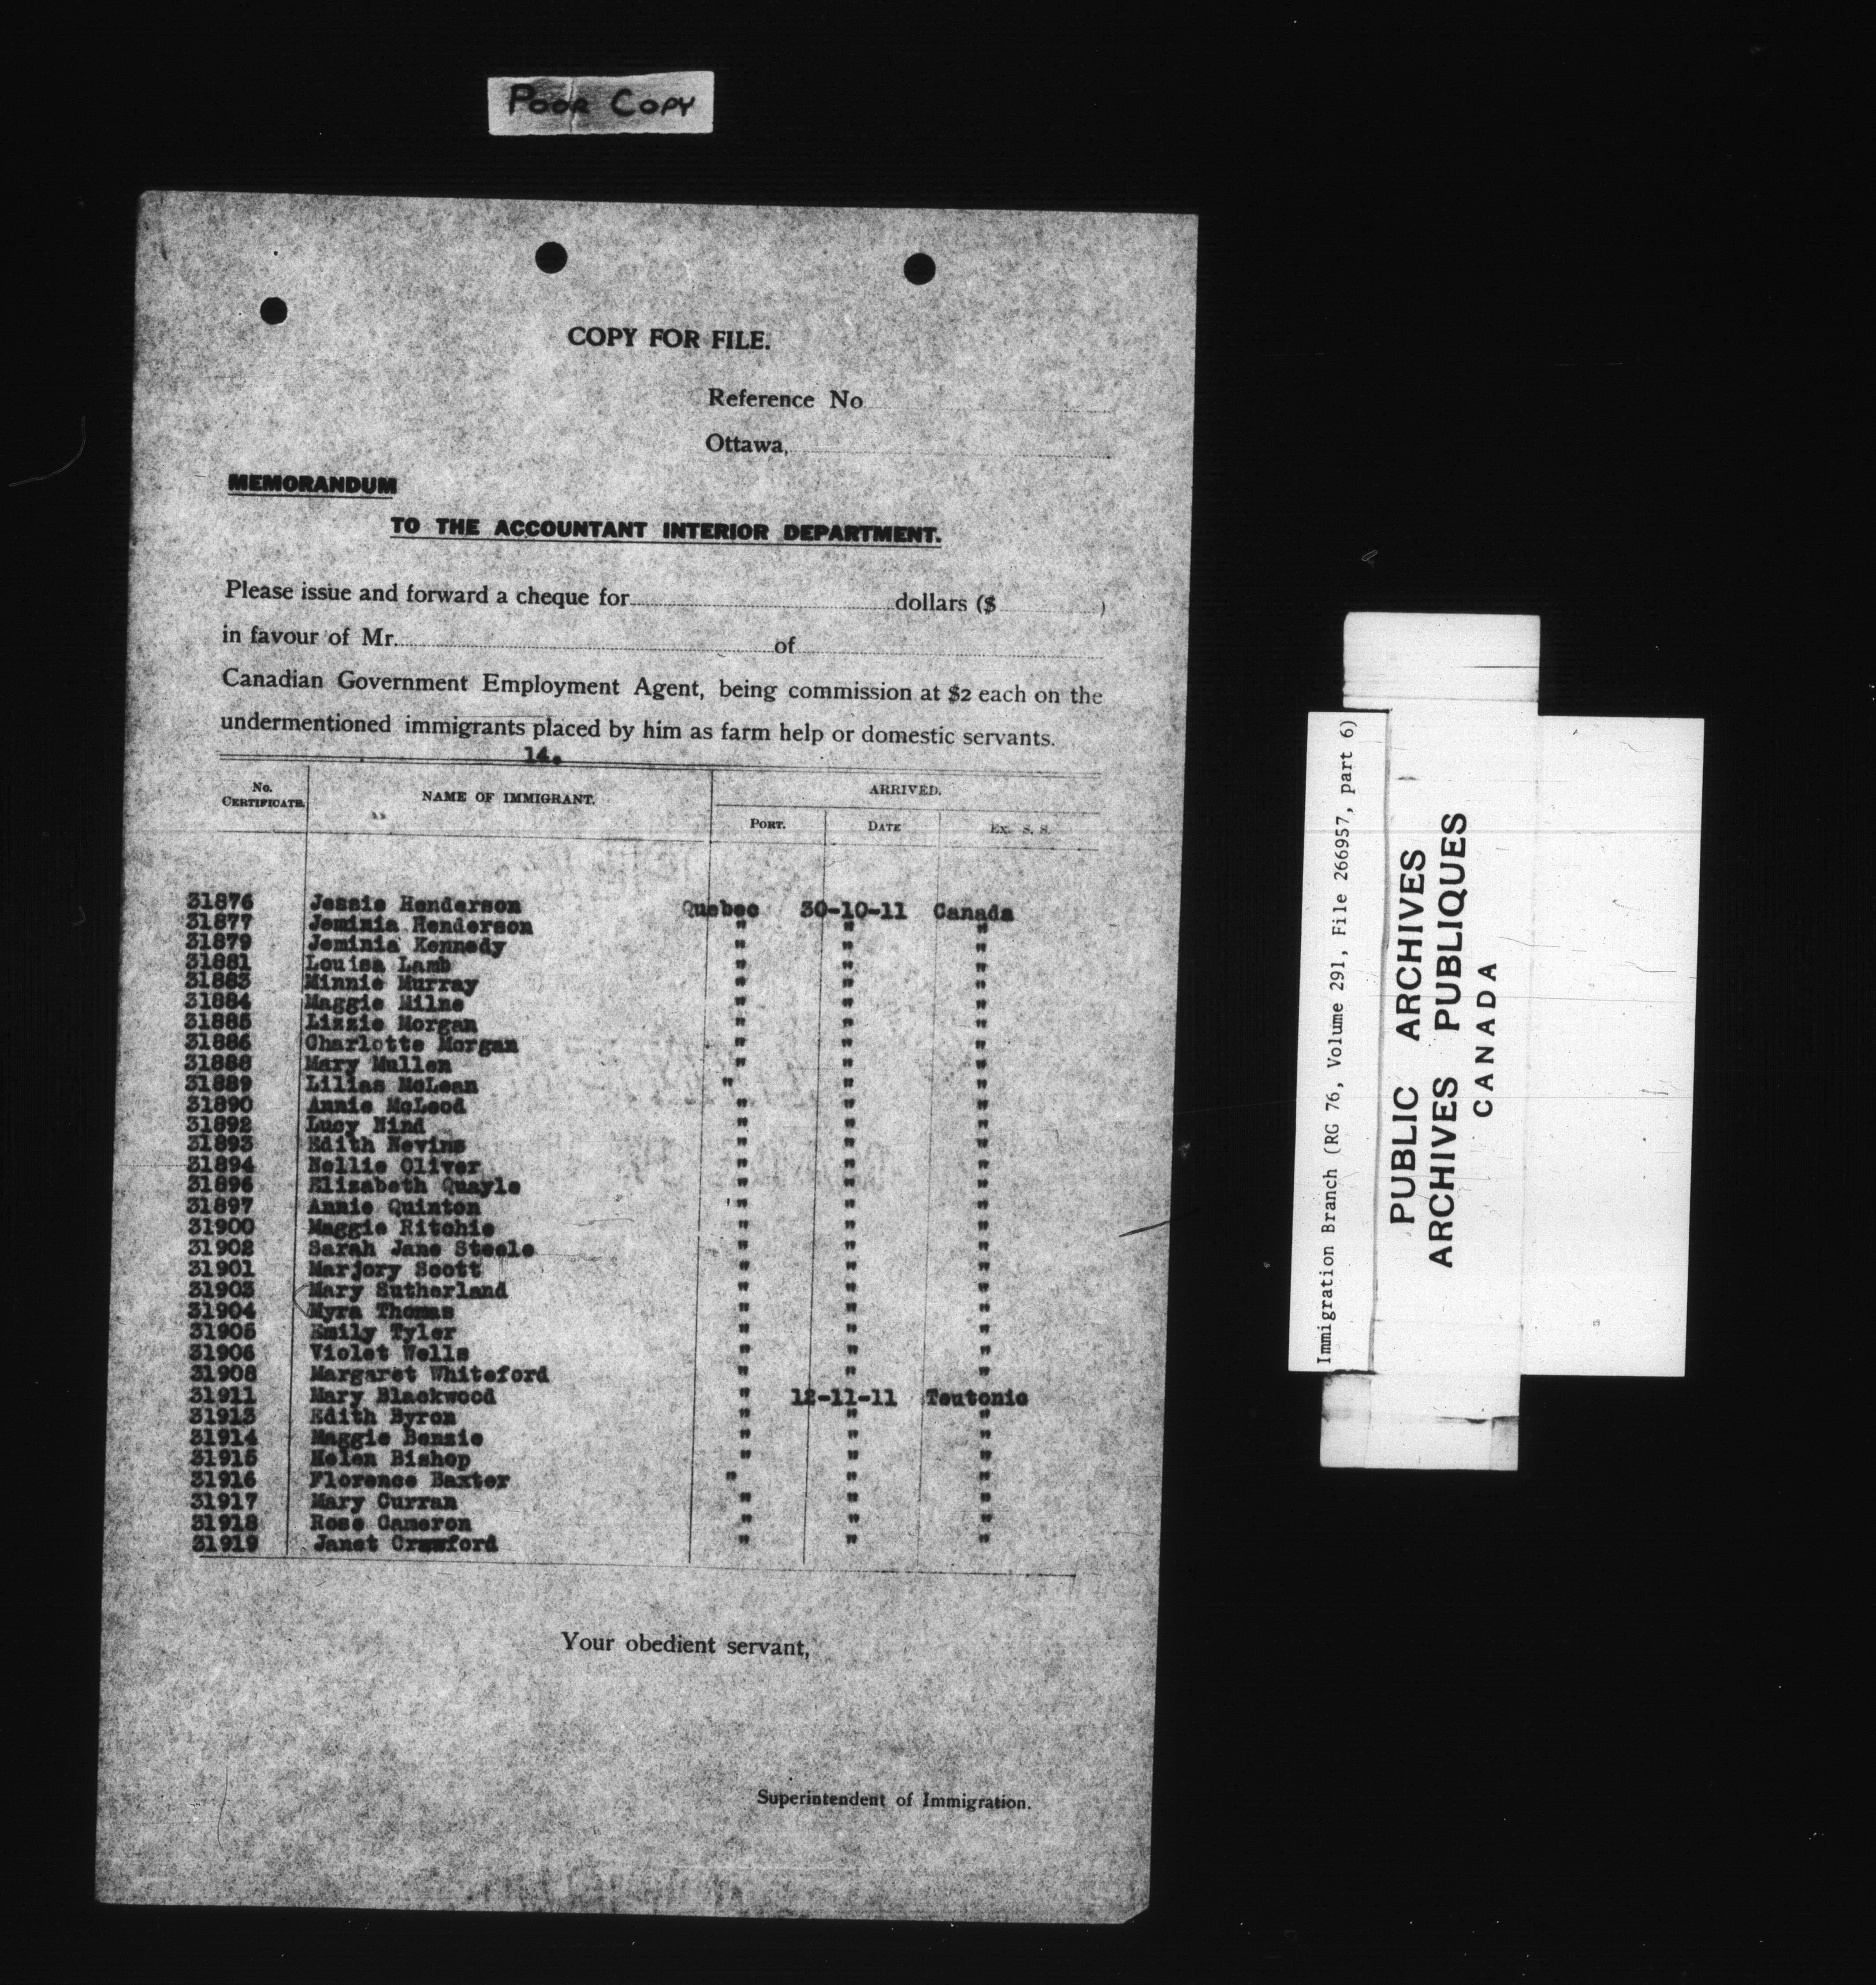 POOR COPY
COPY FOR FILE.
Reference No
Ottawa,
MEMORANDUM
TO THE ACCOUNTANT INTERIOR DEPARTMENT.
Please issue and forward a cheque for dollars ($ )
in favour of Mr. of
Canadian Government Employment Agent, being commission at $2 each on the
undermentioned immigrants placed by him as farm help or domestic servants.
14.
No. CERTIFICATE. NAME OF IMMIGRANT. ARRIVED.
PORT. DATE Ex. S. S.
31876 Jessie Henderson Quebec 30-10-11 Canada
31877 Jeminia Henderson " " "
31879 Jeminia Kennedy " " "
31881 Louisa Lamb " " "
31883 Minnie Murray " " "
31884 Maggie Milne " " "
31885 Lizzie Morgan " " "
31886 Charlotte Morgan " " "
31888 Mary Mullen " " "
31889 Lilias McLean " " "
31890 Annie McLeod " " "
31892 Lucy Nind " " "
31893 Edith Nevins " " "
31894 Nellie Oliver " " "
31896 Elizabeth Quayle " " "
31897 Annie Quinton " " "
31900 Maggie Ritchie " " "
31902 Sarah Jane Steele " " "
31901 Marjory Scott " " "
31903 Mary Sutherland " " "
31904 Myra Thomas " " "
31905 Emily Tyler " " "
31906 Violet Wells " " "
31908 Margaret Whiteford " " "
31911 Mary Blackwood " 12-11-11 Teutonic
31913 Edith Byron " " "
31914 Maggie Benzie " " "
31915 Helen Bishop " " "
31916 Florence Baxter " " "
31917 Mary Curran " " "
31918 Rose Cameron " " "
31919 Janet Crawford " " "
Your obedient servant,
Superintendent of Immigration.
Immigration Branch (RG 76, Volume 291, File 266957, part 6)
PUBLIC ARCHIVES
ARCHIVES PUBLIQUES
CANADA